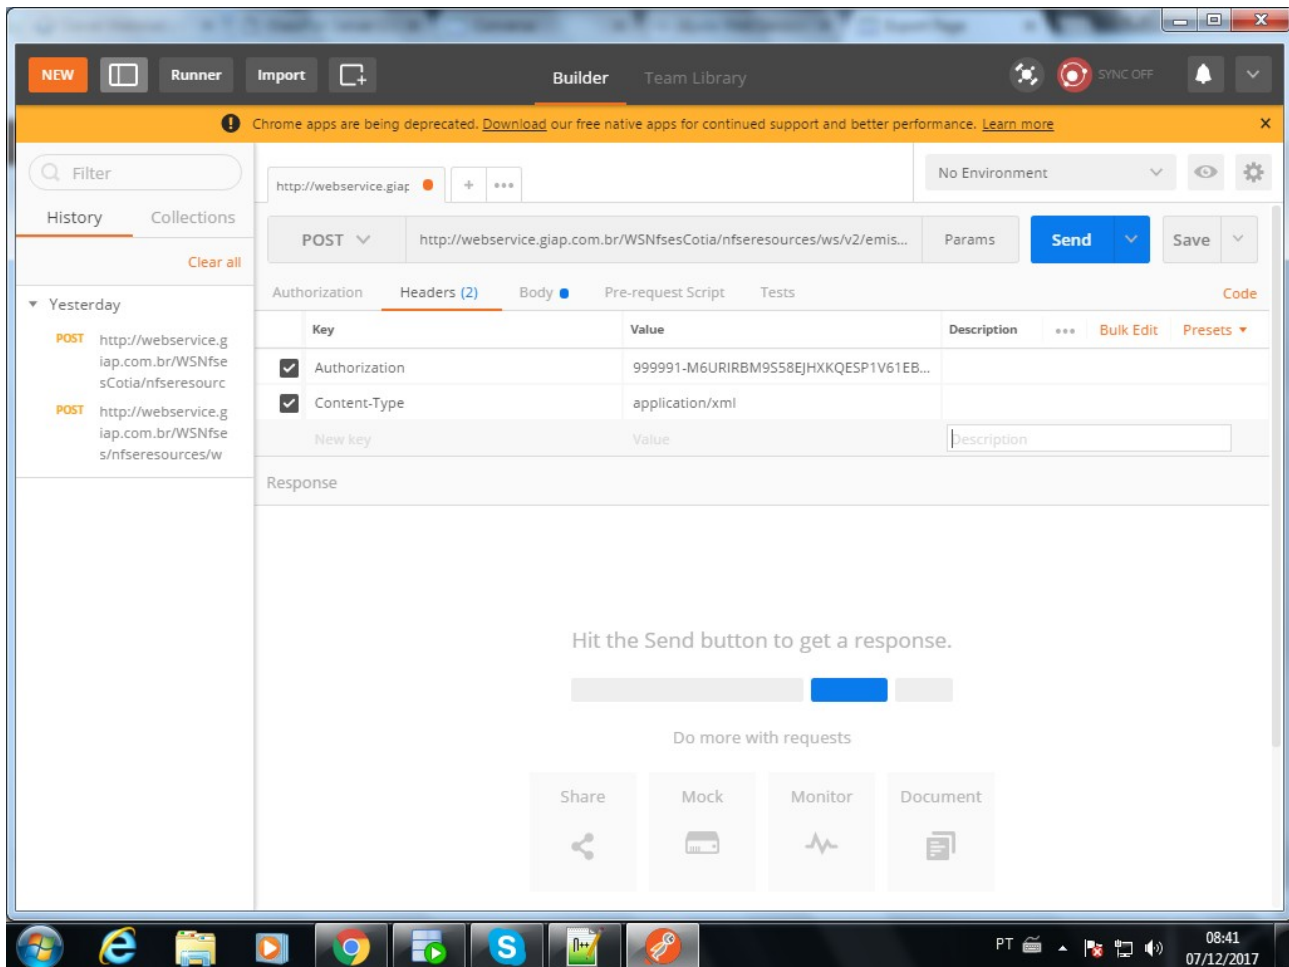 NEW
Runner
Import
Builder
Team Library
SYNC OFF
Chrome apps are being deprecated. Download our free native apps for continued support and better performance. Learn more
Filter
History
Collections
Clear all
Yesterday
POST http://webservice.g
iap.com.br/WSNfse
sCotia/nfseresourc
POST http://webservice.g
iap.com.br/WSNfse
s/nfseresources/w
http://webservice.giap
No Environment
POST
http://webservice.giap.com.br/WSNfsesCotia/nfseresources/ws/v2/emis...
Params
Send
Save
Authorization
Headers (2)
Body
Pre-request Script
Tests
Code
Key
Value
Description
Bulk Edit
Presets
Authorization
999991-M6URIRBM9S58EJHXKQESP1V61EB...
Content-Type
application/xml
New key
Value
Description
Response
Hit the Send button to get a response.
Do more with requests
Share
Mock
Monitor
Document
PT
08:41
07/12/2017